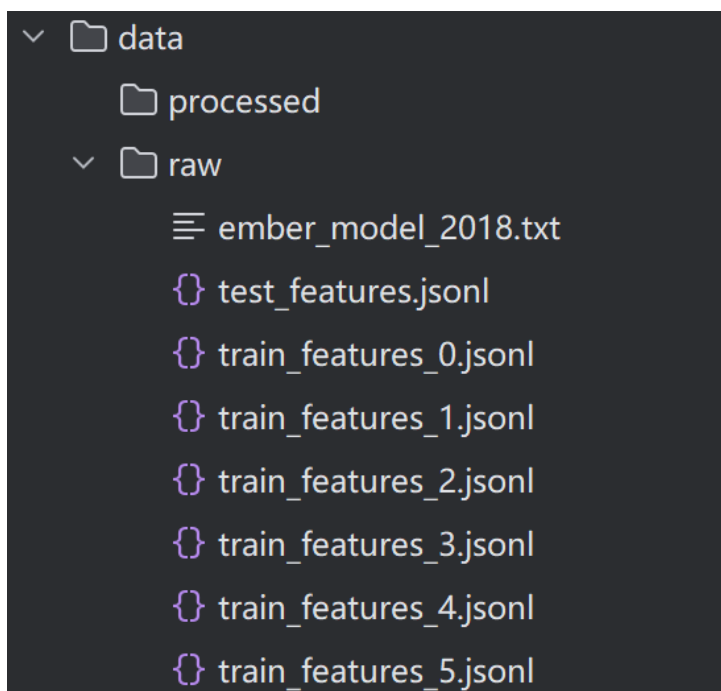 data
processed
raw
ember_model_2018.txt
test_features.jsonl
train_features_0.jsonl
train_features_1.jsonl
train_features_2.jsonl
train_features_3.jsonl
train_features_4.jsonl
train_features_5.jsonl